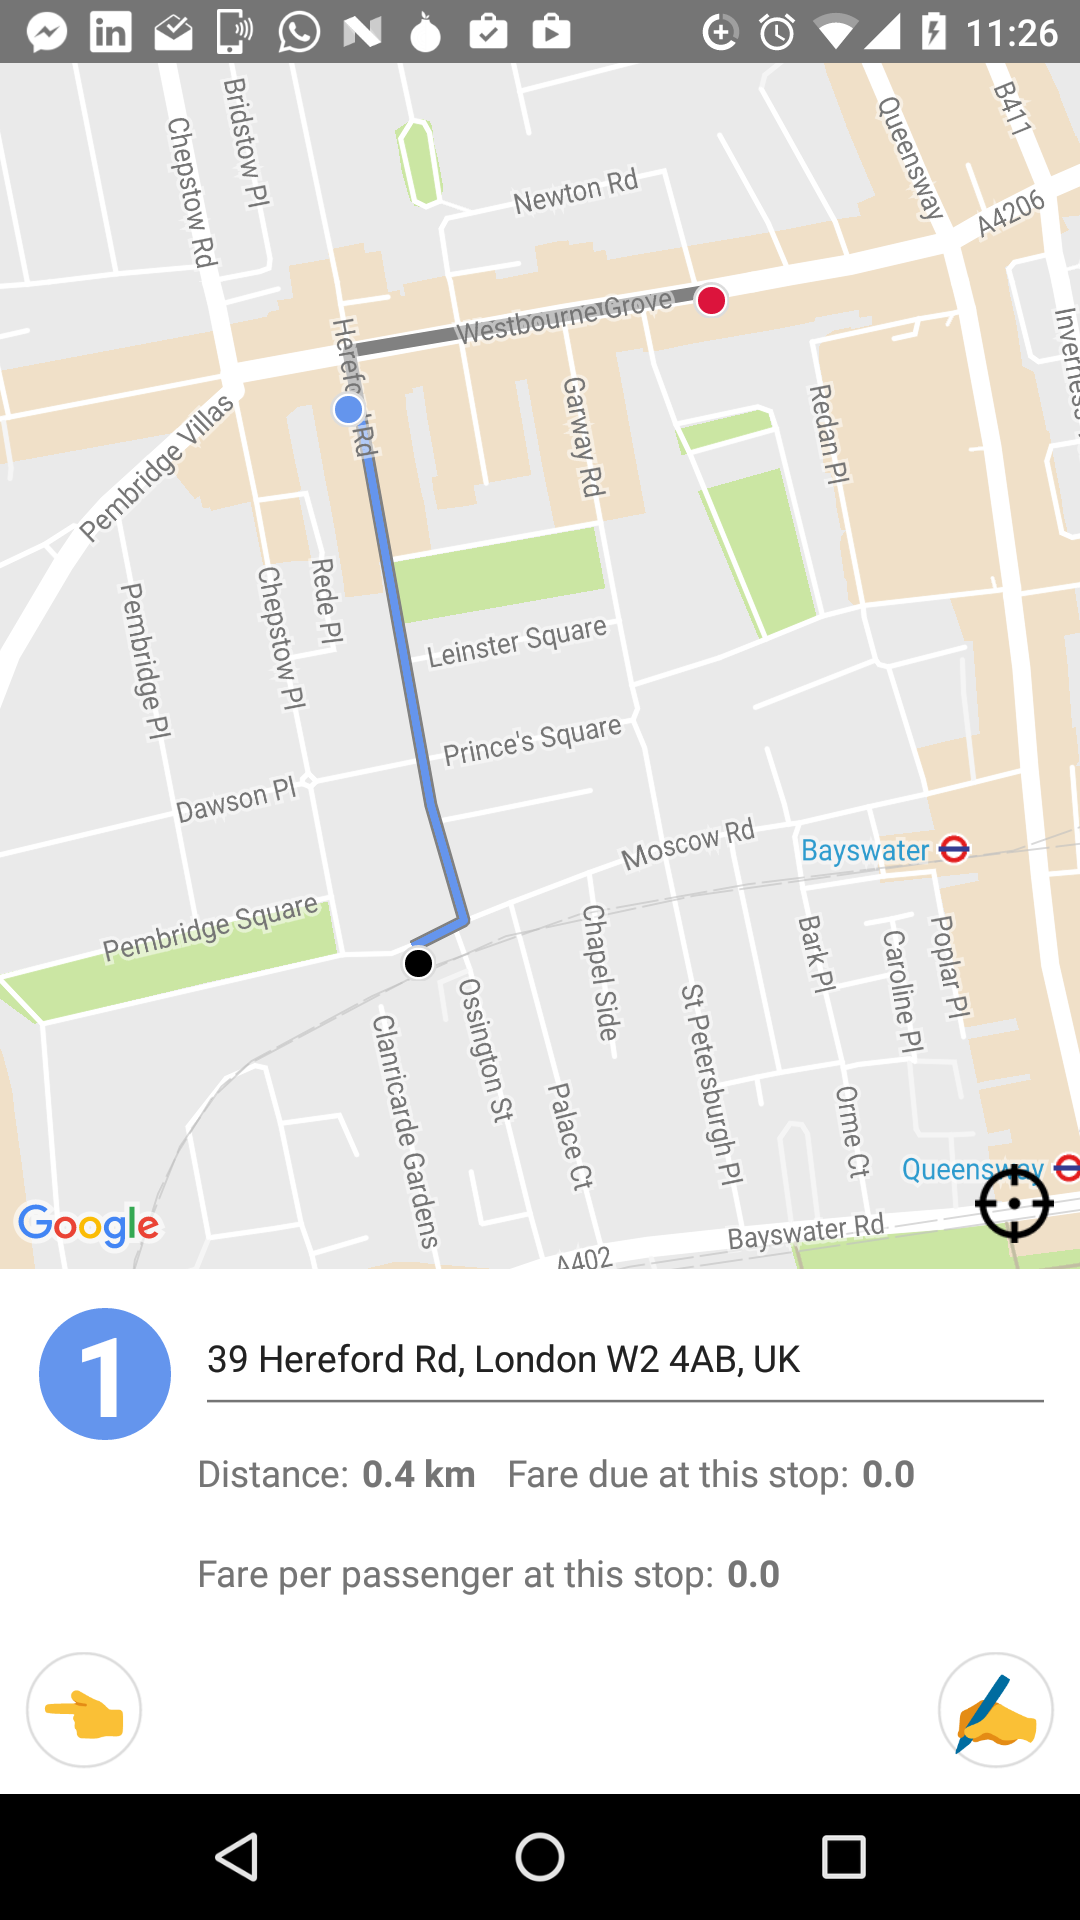 11:26
Bridstow Pl
Chepstow Rd
Queensway
B411
Newton Rd
A4206
Westbourne Grove
Hereford Rd
Pembridge Villas
Garway Rd
Redan Pl
Pembridge Pl
Chepstow Pl
Rede Pl
Leinster Square
Prince's Square
Dawson Pl
Moscow Rd
Bayswater
Pembridge Square
Chapel Side
Bark Pl
Caroline Pl
Poplar Pl
Ossington St
St Petersburgh Pl
Clanricarde Gardens
Palace Ct
Orme Ct
Queensway
Google
Bayswater Rd
A402
1
39 Hereford Rd, London W2 4AB, UK
Distance: 0.4 km Fare due at this stop: 0.0
Fare per passenger at this stop: 0.0